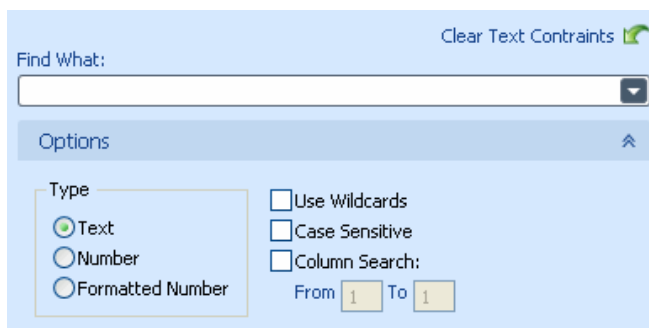 Clear Text Contraints
Find What:
Options
Type
Text
Number
Formatted Number
Use Wildcards
Case Sensitive
Column Search:
From 1 To 1